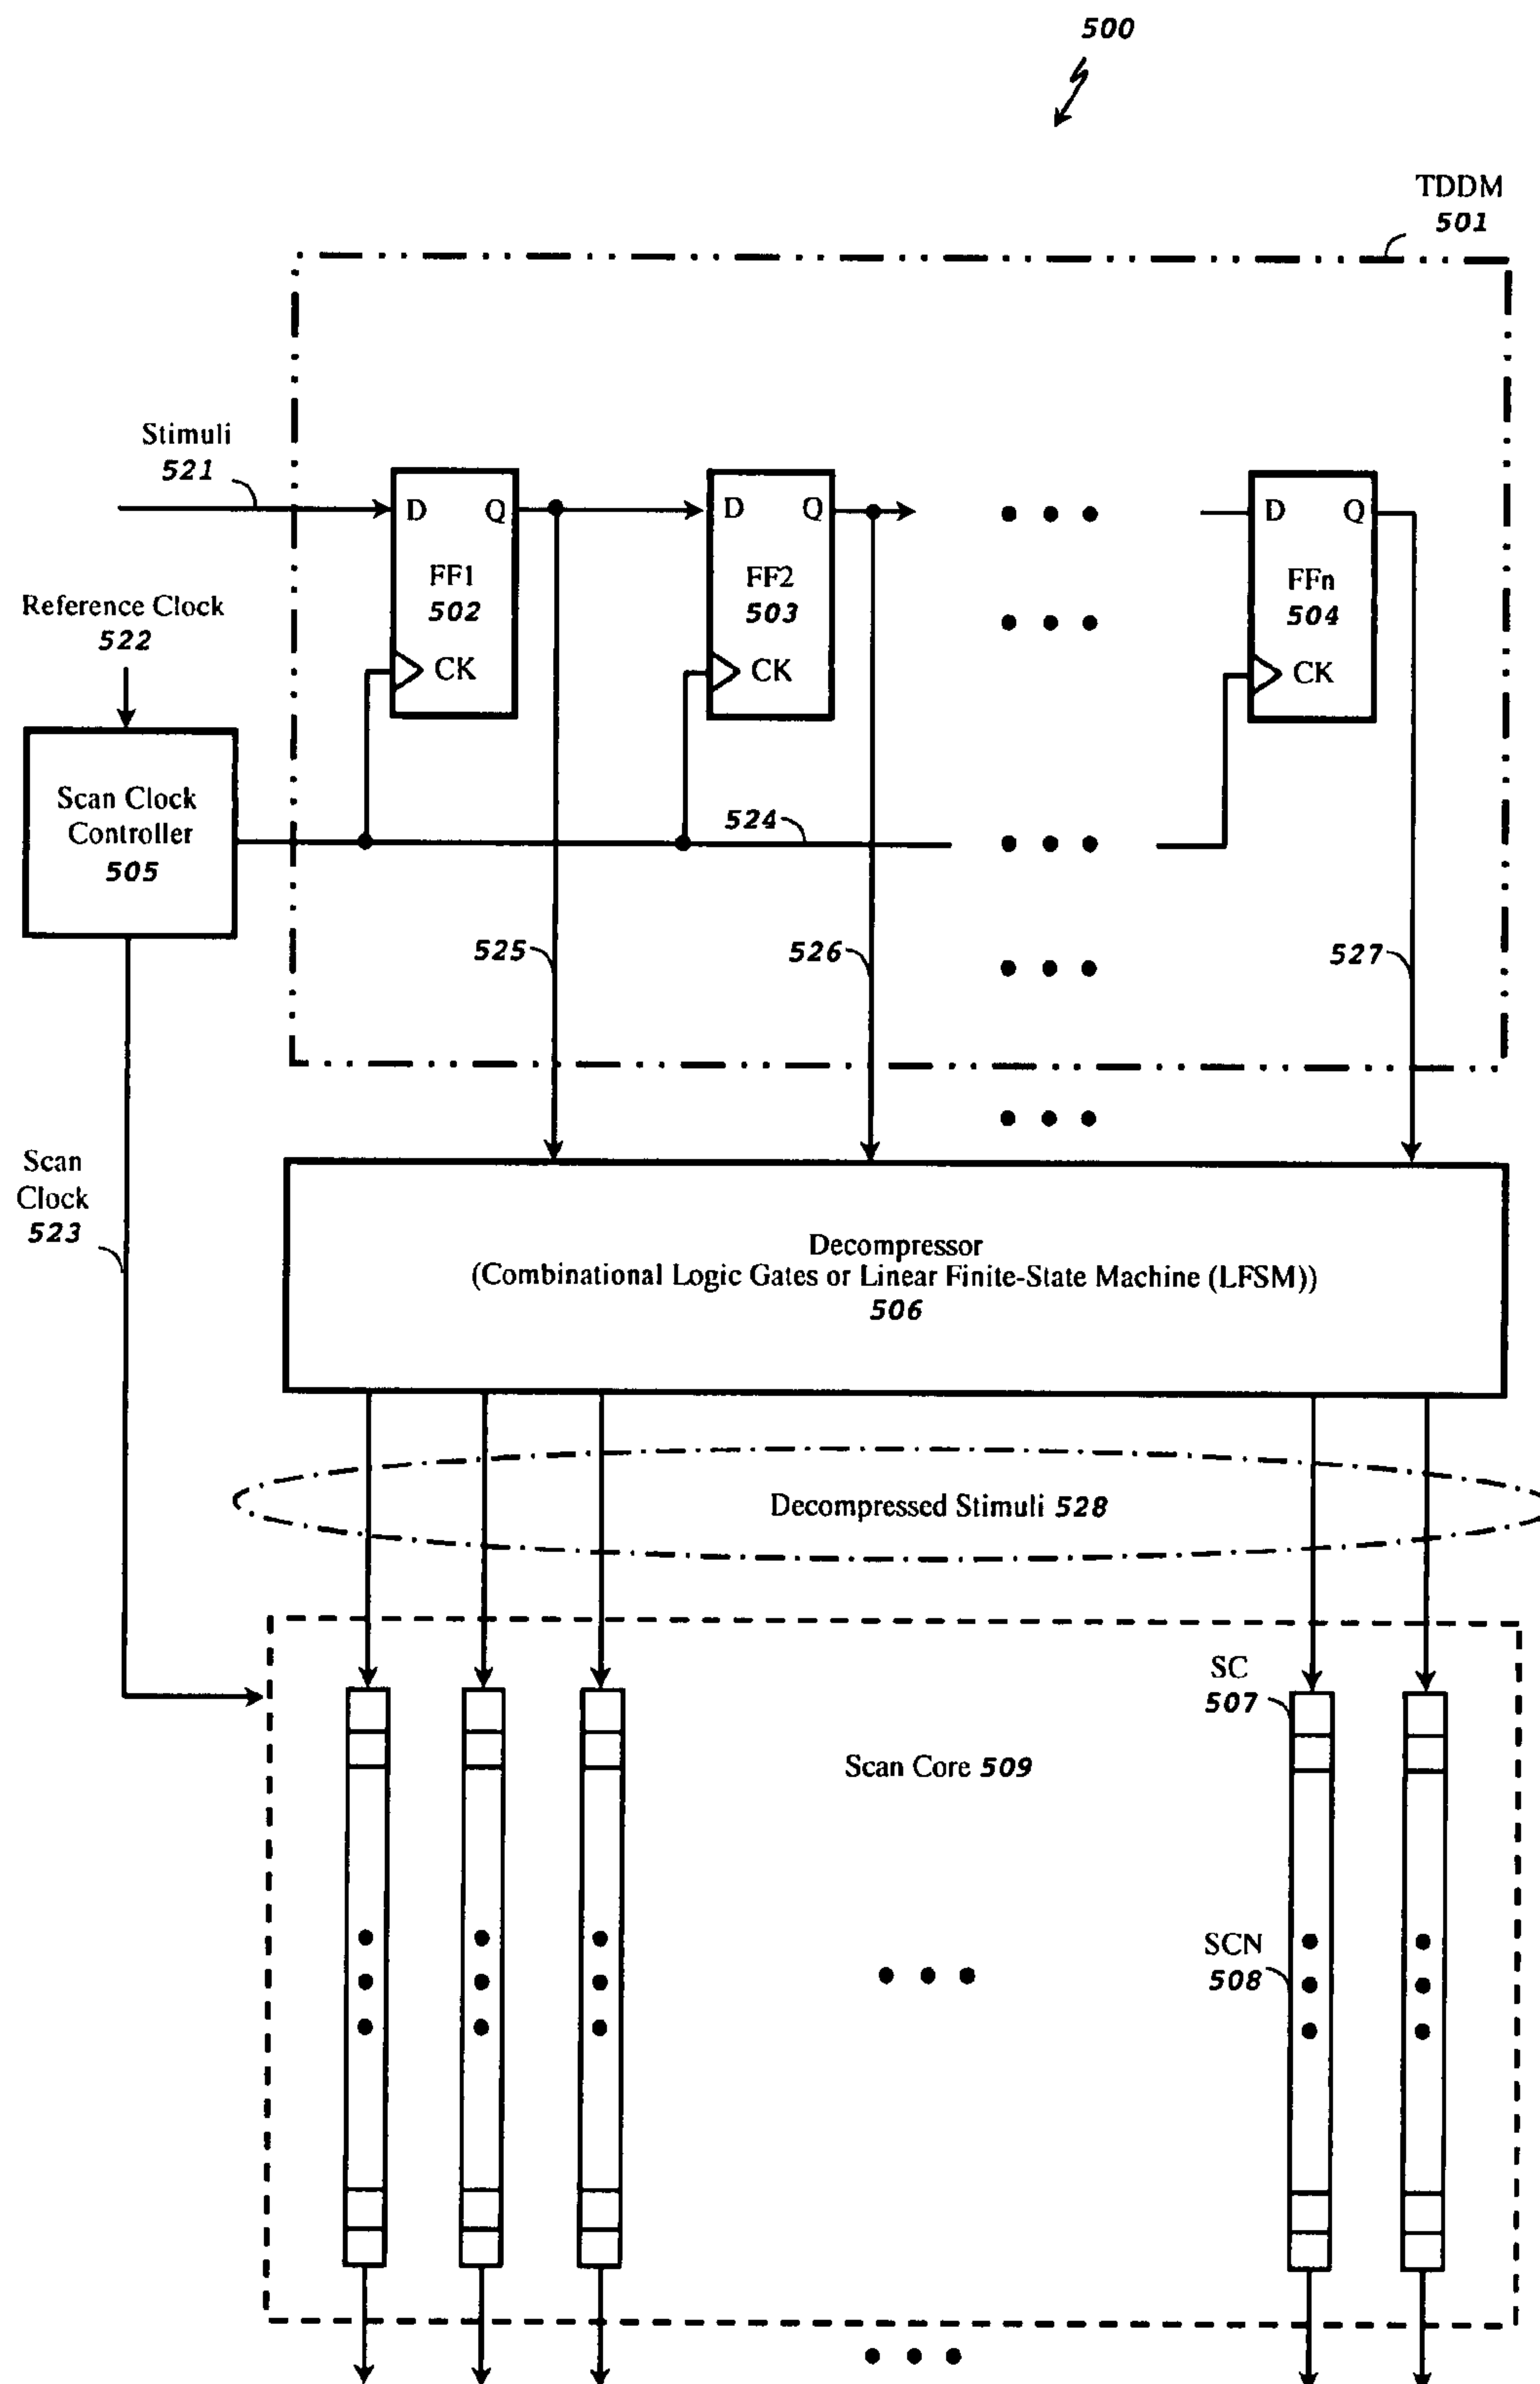 500
TDDM
501
Stimuli
521
D Q
FF1
502
CK
D Q
FF2
503
CK
D Q
FFn
504
CK
Reference Clock
522
Scan Clock
Controller
505
524
525
526
527
Scan
Clock
523
Decompressor
(Combinational Logic Gates or Linear Finite-State Machine (LFSM))
506
Decompressed Stimuli 528
SC
507
Scan Core 509
SCN
508